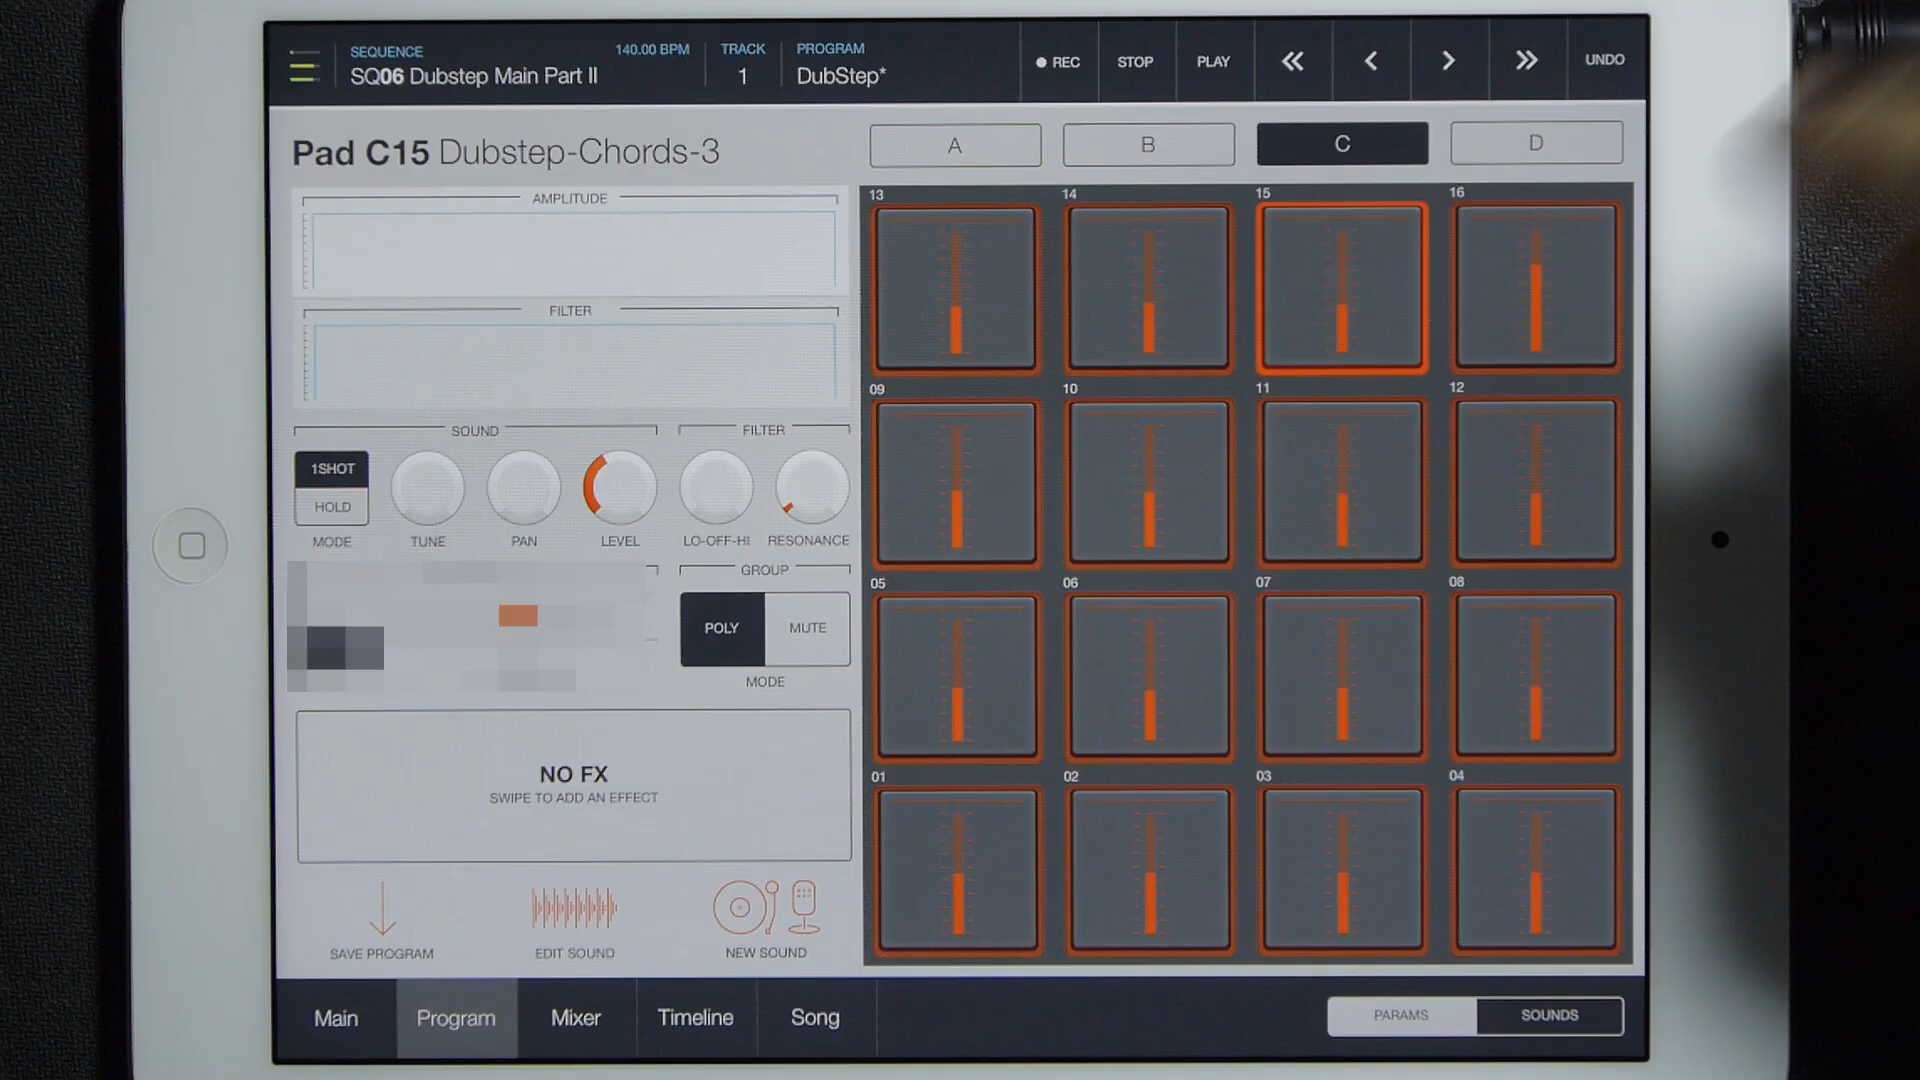 SEQUENCE
SQ06 Dubstep Main Part II
140.00 BPM
TRACK
1
PROGRAM
DubStep*
REC
STOP
PLAY
UNDO
Pad C15 Dubstep-Chords-3
A
B
C
D
AMPLITUDE
FILTER
SOUND
FILTER
1SHOT
HOLD
MODE
TUNE
PAN
LEVEL
LO-OFF-HI
RESONANCE
GROUP
POLY
MUTE
MODE
NO FX
SWIPE TO ADD AN EFFECT
SAVE PROGRAM
EDIT SOUND
NEW SOUND
13
14
15
16
09
10
11
12
05
06
07
08
01
02
03
04
Main
Program
Mixer
Timeline
Song
PARAMS
SOUNDS